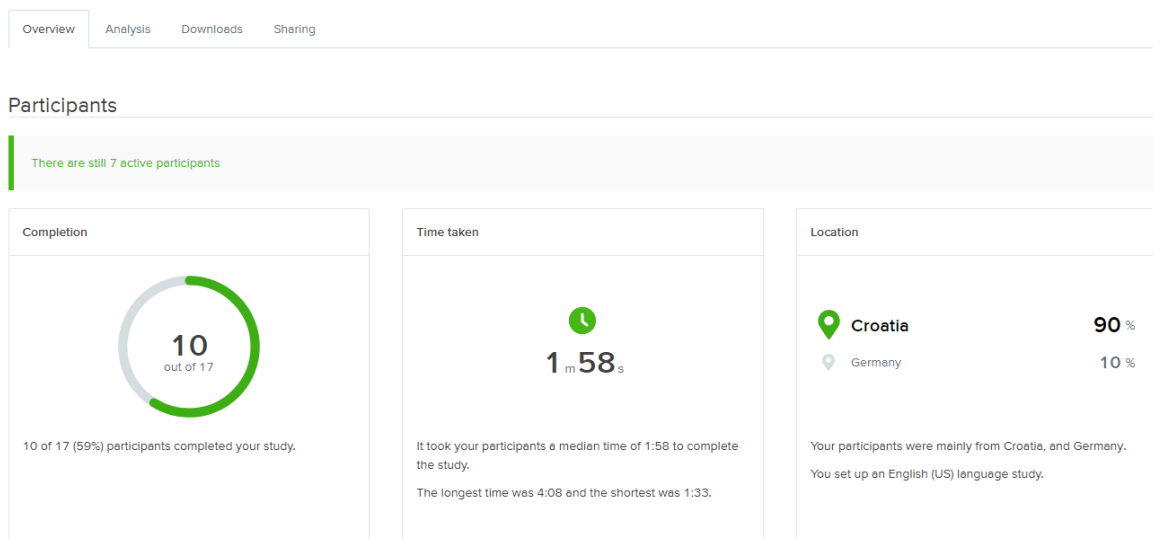 Overview Analysis Downloads Sharing
Participants
There are still 7 active participants
Completion
10
out of 17
10 of 17 (59%) participants completed your study.
Time taken
1 m 58 s
It took your participants a median time of 1:58 to complete
the study.
The longest time was 4:08 and the shortest was 1:33.
Location
Croatia 90 %
Germany 10 %
Your participants were mainly from Croatia, and Germany.
You set up an English (US) language study.